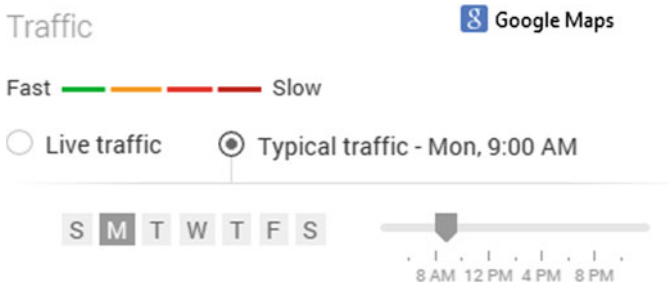 Traffic
g Google Maps
Fast Slow
Live traffic Typical traffic - Mon, 9:00 AM
S M T W T F S
8 AM 12 PM 4 PM 8 PM